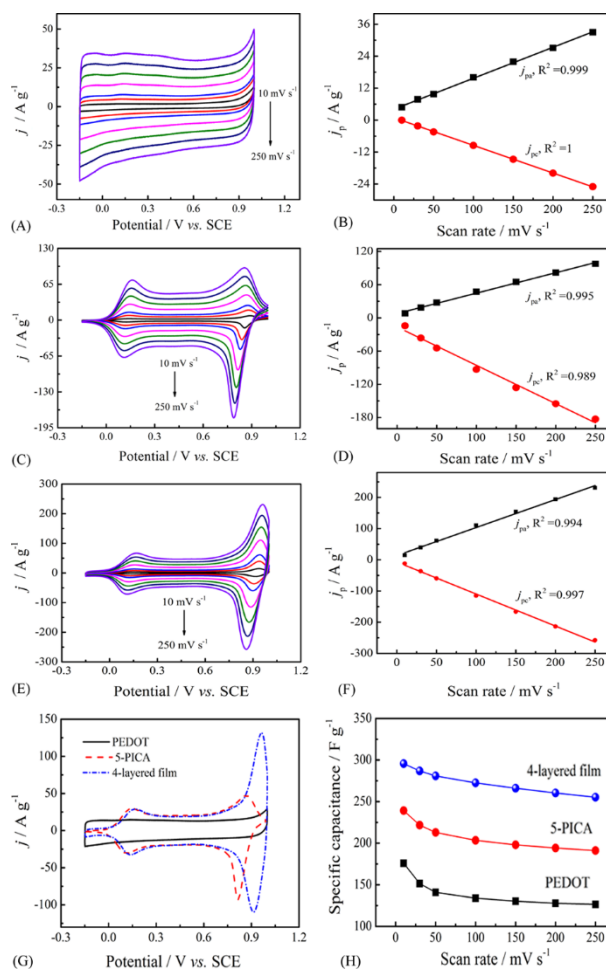 50
25
0
-25
-50
j / A g⁻¹
10 mV s⁻¹
250 mV s⁻¹
-0.3 0.0 0.3 0.6 0.9 1.2
Potential / V vs. SCE
(A)
36
24
12
0
-12
-24
jp / A g⁻¹
jpa, R²=0.999
jpc, R²=1
0 50 100 150 200 250
Scan rate / mV s⁻¹
(B)
130
65
0
-65
-130
-195
j / A g⁻¹
10 mV s⁻¹
250 mV s⁻¹
-0.3 0.0 0.3 0.6 0.9 1.2
Potential / V vs. SCE
(C)
120
60
0
-60
-120
-180
jp / A g⁻¹
jpa, R²=0.995
jpc, R²=0.989
0 50 100 150 200 250
Scan rate / mV s⁻¹
(D)
300
200
100
0
-100
-200
-300
j / A g⁻¹
10 mV s⁻¹
250 mV s⁻¹
-0.3 0.0 0.3 0.6 0.9 1.2
Potential / V vs. SCE
(E)
300
200
100
0
-100
-200
-300
jp / A g⁻¹
jpa, R²=0.994
jpc, R²=0.997
0 50 100 150 200 250
Scan rate / mV s⁻¹
(F)
150
100
50
0
-50
-100
j / A g⁻¹
PEDOT
5-PICA
4-layered film
-0.3 0.0 0.3 0.6 0.9 1.2
Potential / V vs. SCE
(G)
350
300
250
200
150
100
Specific capacitance / F g⁻¹
4-layered film
5-PICA
PEDOT
0 50 100 150 200 250
Scan rate / mV s⁻¹
(H)